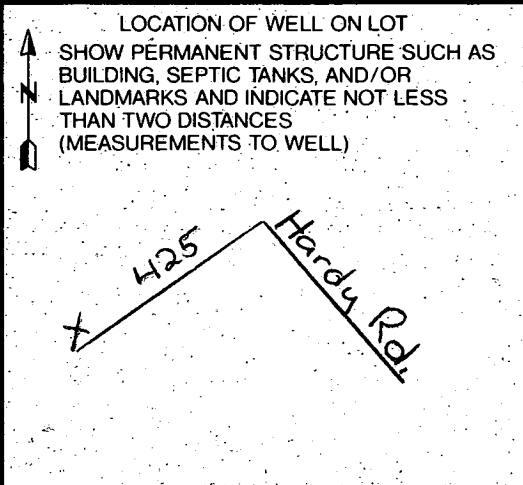 LOCATION OF WELL ON LOT
SHOW PERMANENT STRUCTURE SUCH AS
BUILDING, SEPTIC TANKS, AND/OR
N LANDMARKS AND INDICATE NOT LESS
THAN TWO DISTANCES
(MEASUREMENTS TO WELL)
425
Hardy Rd.
X